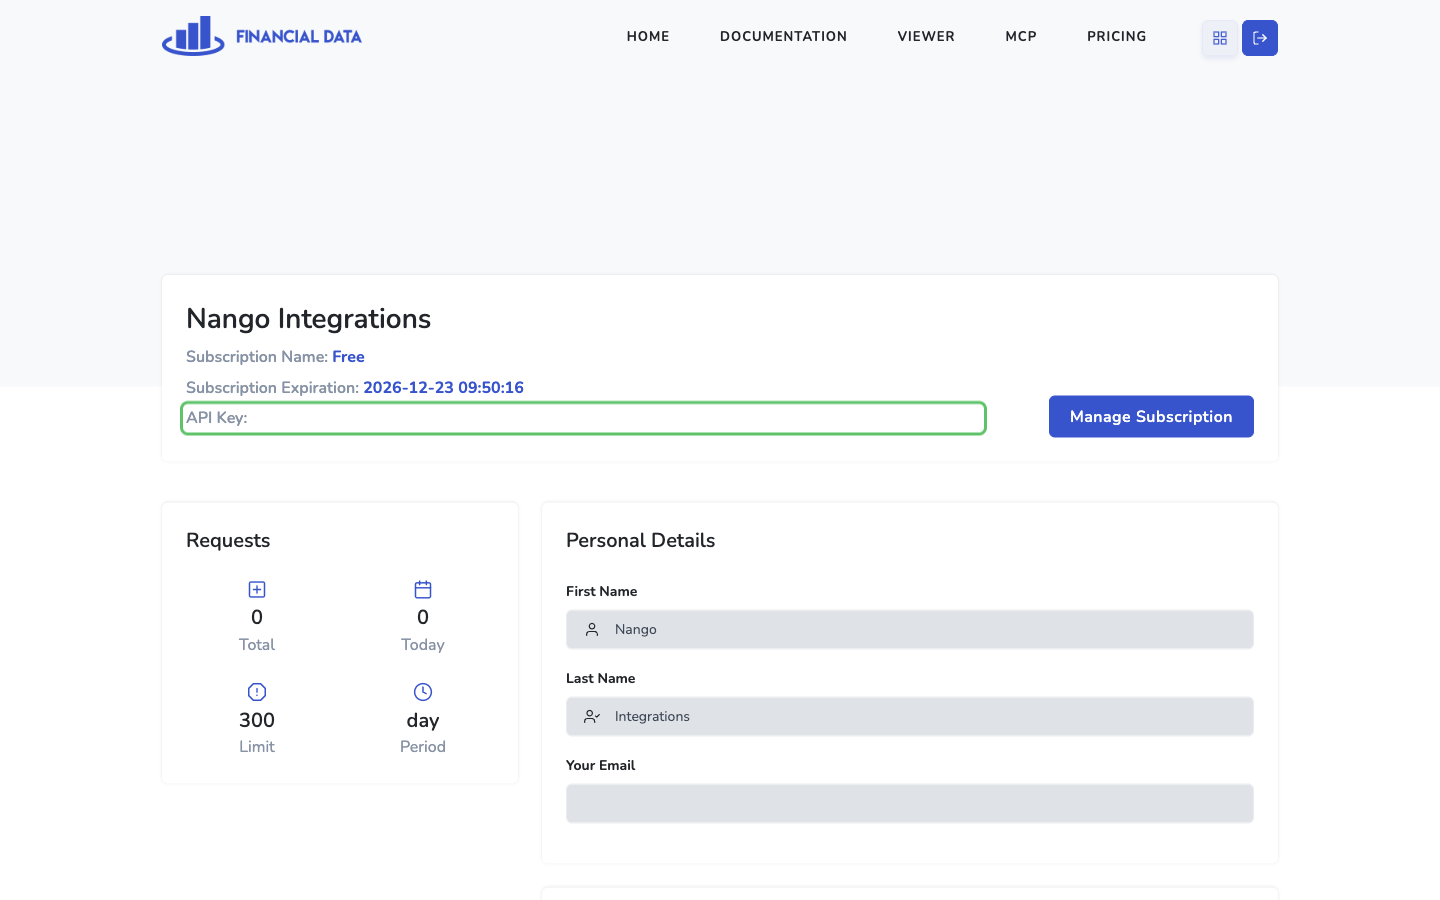 FINANCIAL DATA
HOME DOCUMENTATION VIEWER MCP PRICING
Nango Integrations
Subscription Name: Free
Subscription Expiration: 2026-12-23 09:50:16
API Key:
Manage Subscription
Requests
0 0
Total Today
300 day
Limit Period
Personal Details
First Name
Nango
Last Name
Integrations
Your Email